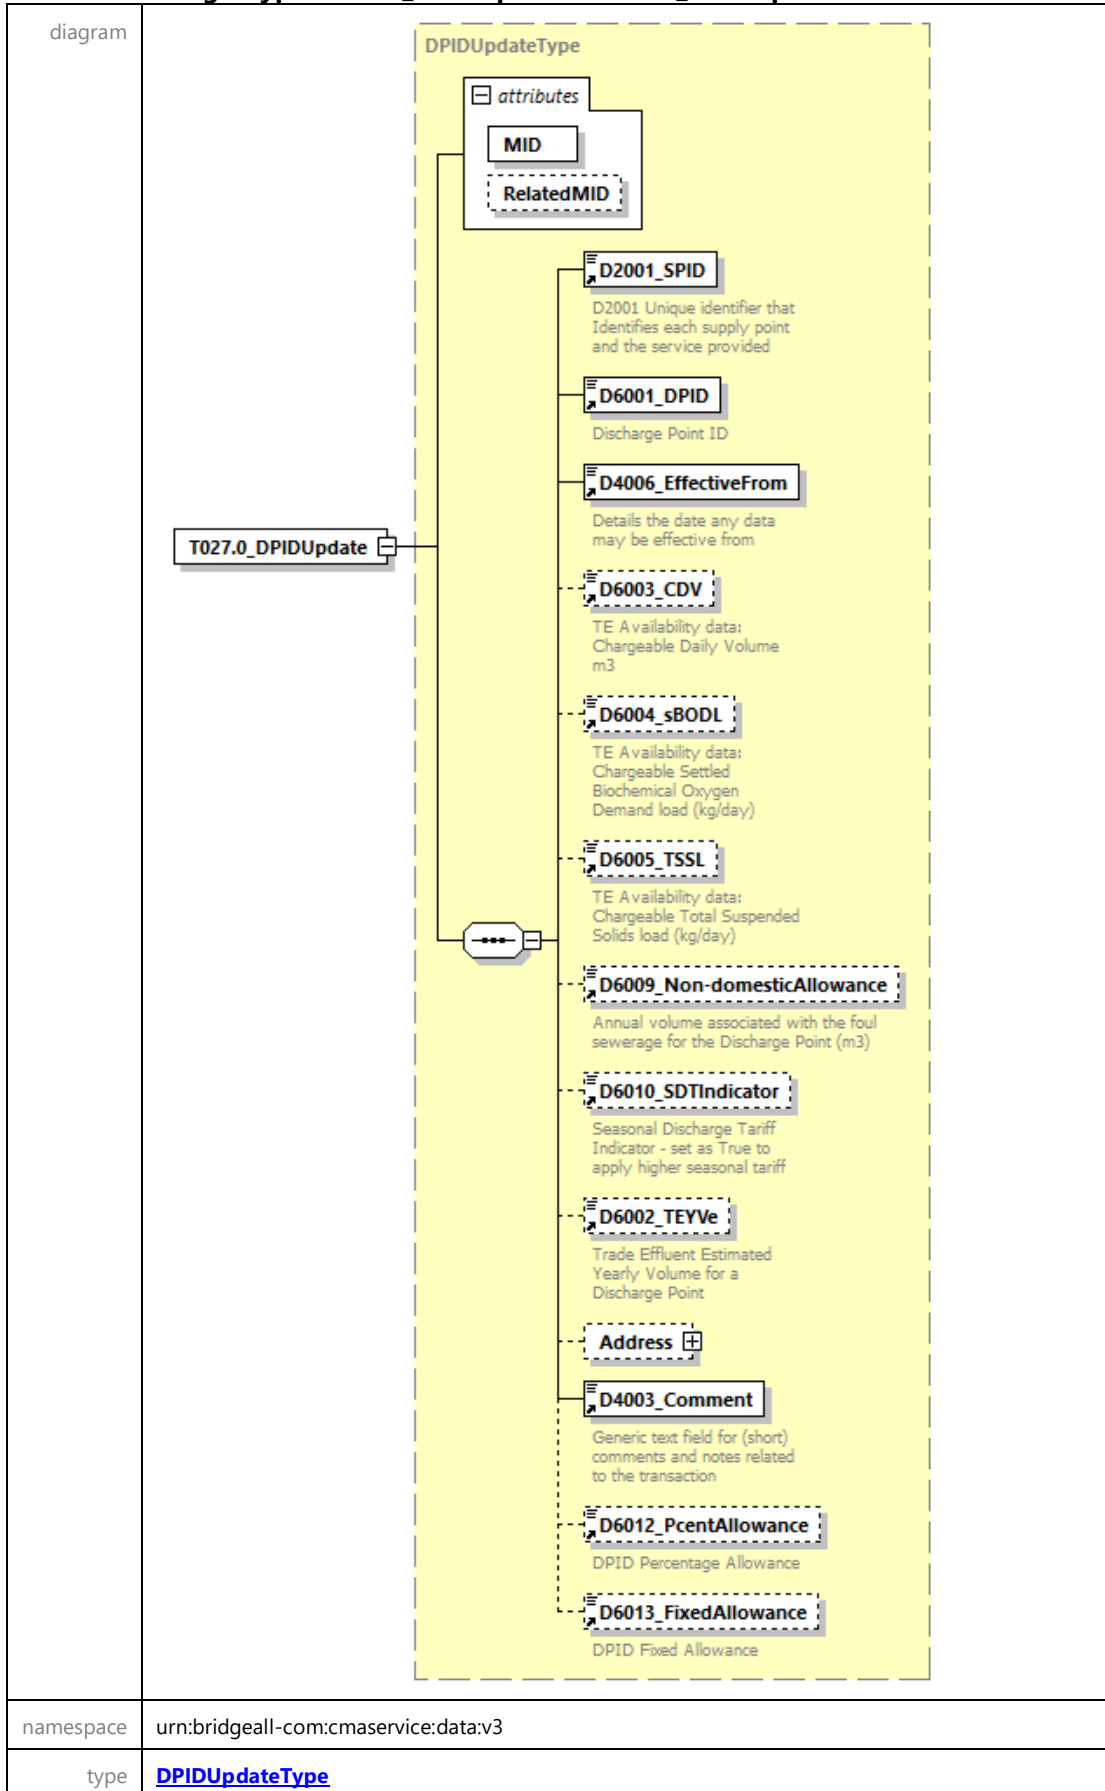 diagram
DPIDUpdateType
attributes
MID
RelatedMID
D2001_SPID
D2001 Unique identifier that
Identifies each supply point
and the service provided
D6001_DPID
Discharge Point ID
D4006_EffectiveFrom
Details the date any data
may be effective from
T027.0_DPIDUpdate
D6003_CDV
TE Availability data:
Chargeable Daily Volume
m3
D6004_sBODL
TE Availability data:
Chargeable Settled
Biochemical Oxygen
Demand load (kg/day)
D6005_TSSL
TE Availability data:
Chargeable Total Suspended
Solids load (kg/day)
D6009_Non-domesticAllowance
Annual volume associated with the foul
sewerage for the Discharge Point (m3)
D6010_SDTIndicator
Seasonal Discharge Tariff
Indicator - set as True to
apply higher seasonal tariff
D6002_TEYVe
Trade Effluent Estimated
Yearly Volume for a
Discharge Point
Address
D4003_Comment
Generic text field for (short)
comments and notes related
to the transaction
D6012_PcentAllowance
DPID Percentage Allowance
D6013_FixedAllowance
DPID Fixed Allowance
namespace
urn:bridgeall-com:cmaservice:data:v3
type
DPIDUpdateType